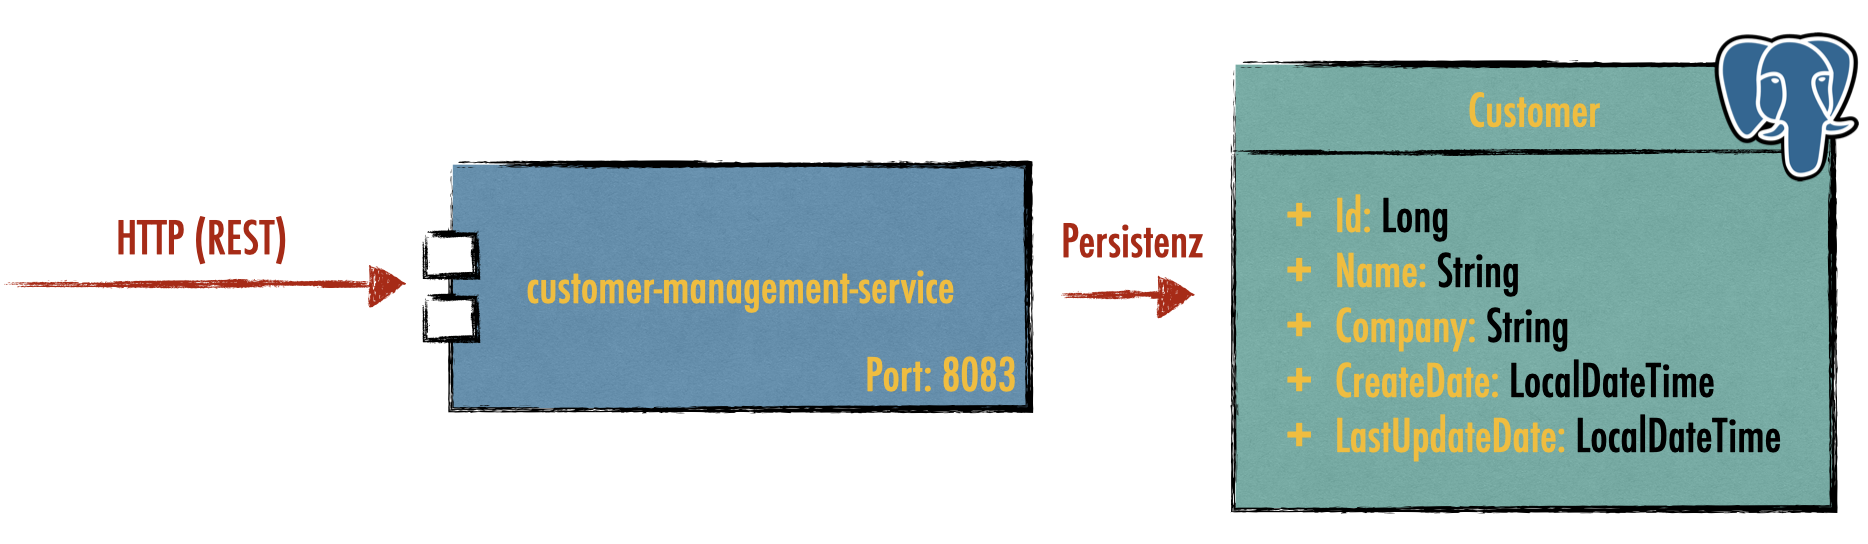 HTTP (REST)
customer-management-service
Port: 8083
Persistenz
Customer
+ Id: Long
+ Name: String
+ Company: String
+ CreateDate: LocalDateTime
+ LastUpdateDate: LocalDateTime